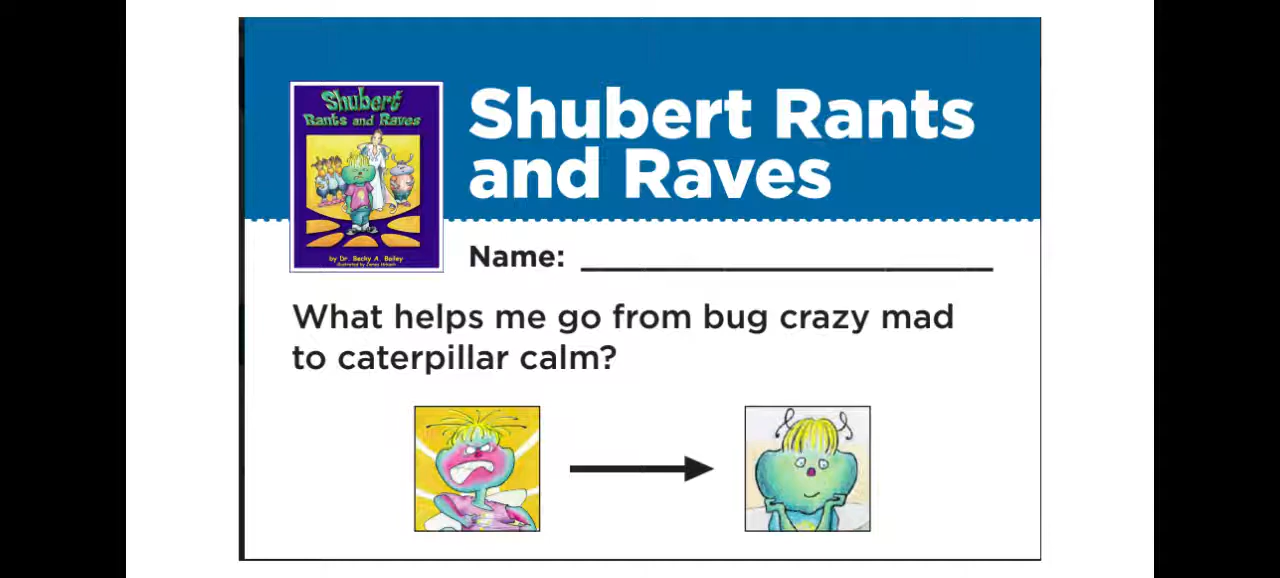 Shubert
Rants and Raves
by Dr. Becky A. Bailey
Shubert Rants
and Raves
Name:
What helps me go from bug crazy mad
to caterpillar calm?